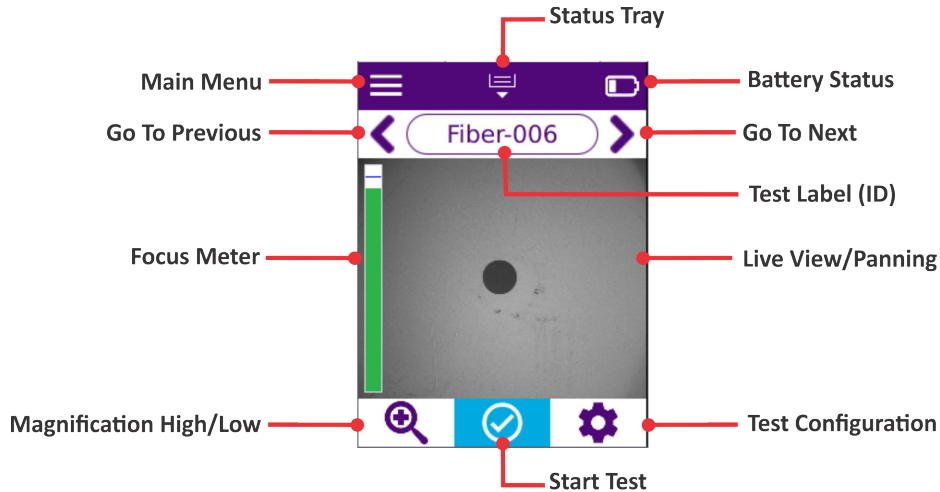 Status Tray
Main Menu
Battery Status
Go To Previous
Fiber-006
Go To Next
Test Label (ID)
Focus Meter
Live View/Panning
Magnification High/Low
Test Configuration
Start Test